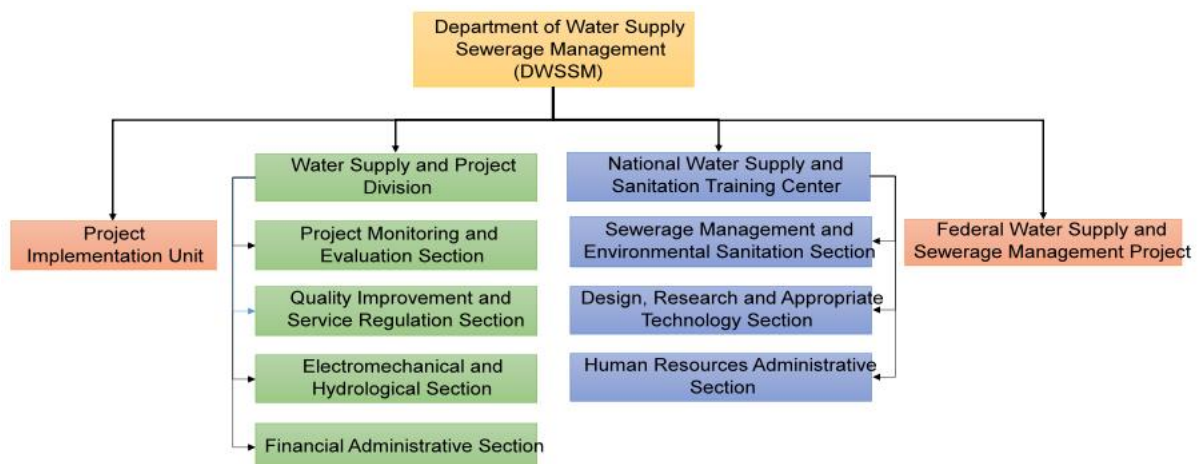 Department of Water Supply
Sewerage Management
(DWSSM)
Water Supply and Project
Division
National Water Supply and
Sanitation Training Center
Project
Implementation Unit
Project Monitoring and
Evaluation Section
Sewerage Management and
Environmental Sanitation Section
Federal Water Supply and
Sewerage Management Project
Quality Improvement and
Service Regulation Section
Design, Research and Appropriate
Technology Section
Electromechanical and
Hydrological Section
Human Resources Administrative
Section
Financial Administrative Section